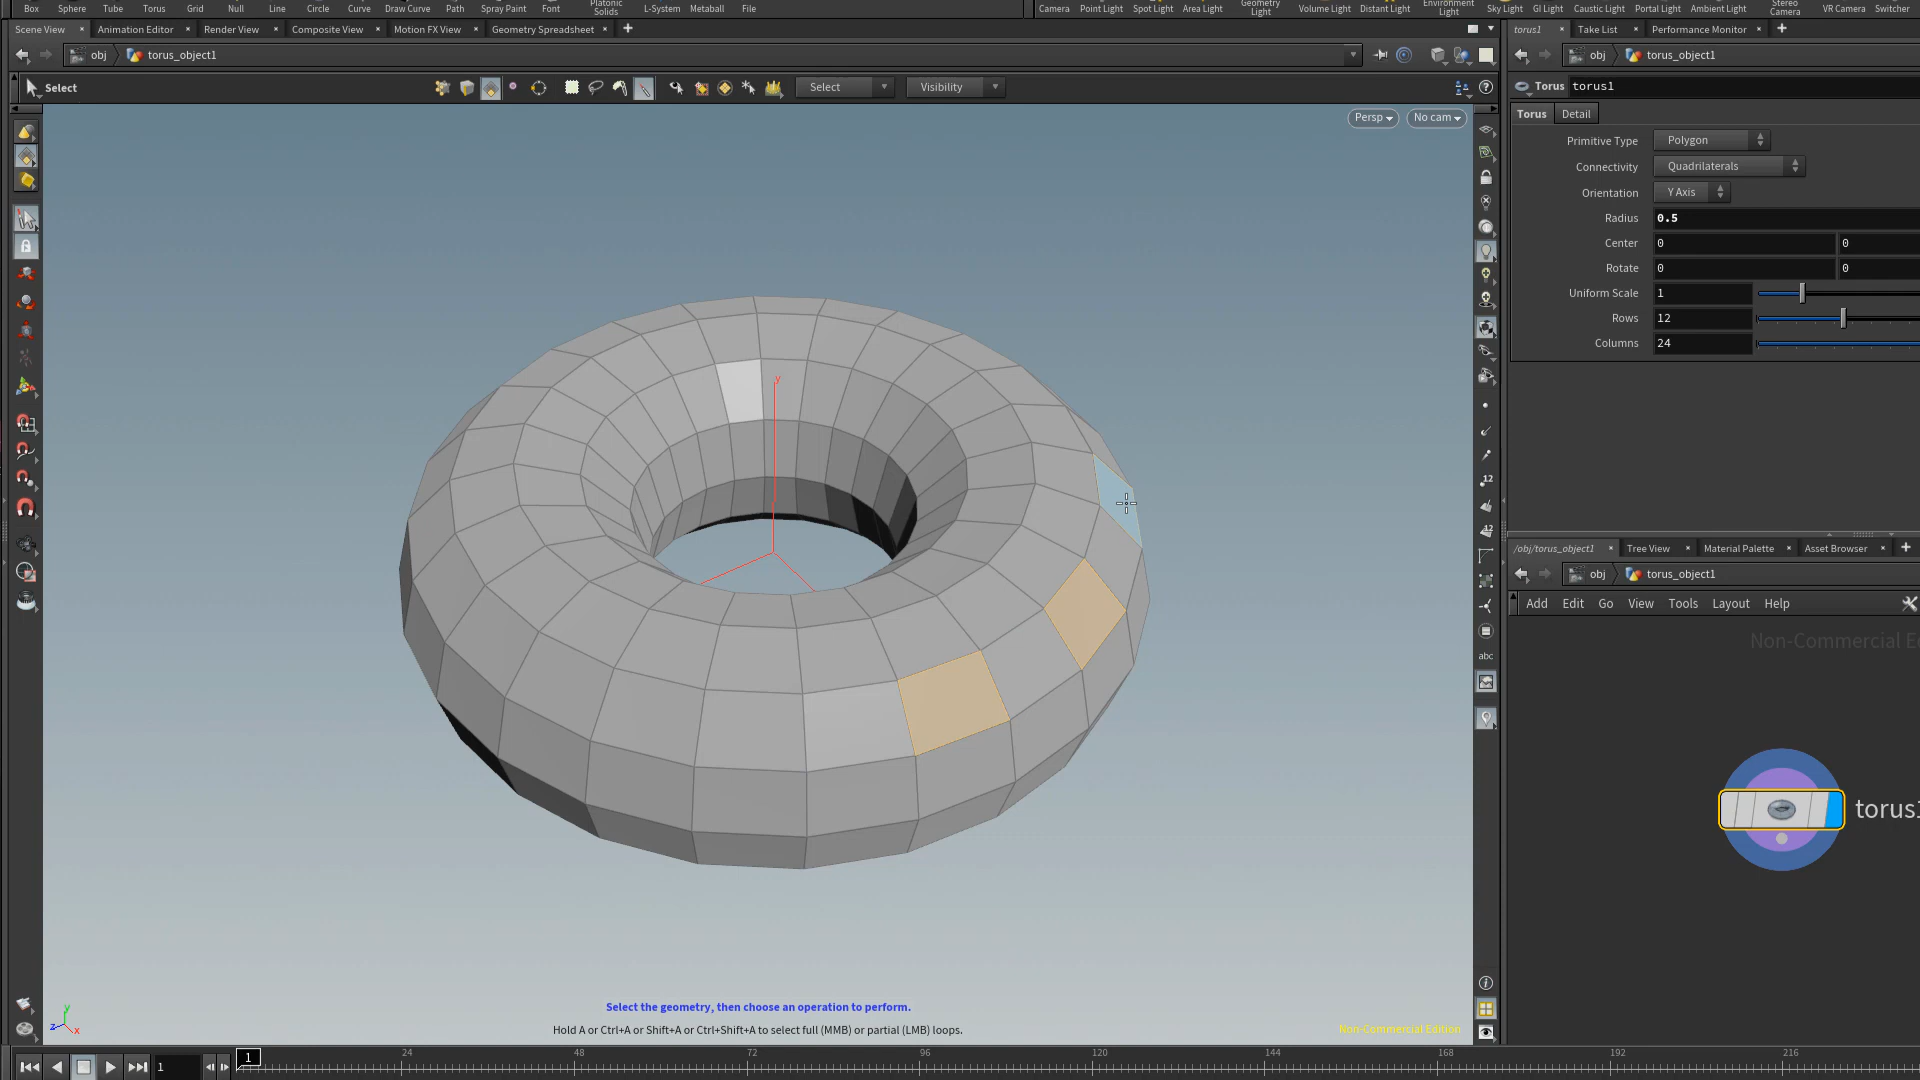 Box Sphere Tube Torus Grid Null Line Circle Curve Draw Curve Path Spray Paint Font Platonic Solids L-System Metaball File Camera Point Light Spot Light Area Light Geometry Light Volume Light Distant Light Environment Light Sky Light GI Light Caustic Light Portal Light Ambient Light Stereo Camera VR Camera Switcher
Scene View × Animation Editor × Render View × Composite View × Motion FX View × Geometry Spreadsheet × +
obj torus_object1
Select
Select Visibility
Persp No cam
12
12
abc
y
Select the geometry, then choose an operation to perform.
Hold A or Ctrl+A or Shift+A or Ctrl+Shift+A to select full (MMB) or partial (LMB) loops.
Non-Commercial Edition
y
z x
torus1 × Take List × Performance Monitor × +
obj torus_object1
Torus torus1
Torus Detail
Primitive Type Polygon
Connectivity Quadrilaterals
Orientation Y Axis
Radius 0.5
Center 0 0
Rotate 0 0
Uniform Scale 1
Rows 12
Columns 24
/obj/torus_object1 × Tree View × Material Palette × Asset Browser × +
obj torus_object1
Add Edit Go View Tools Layout Help
Non-Commercial E
torus1
1 1 24 48 72 96 120 144 168 192 216